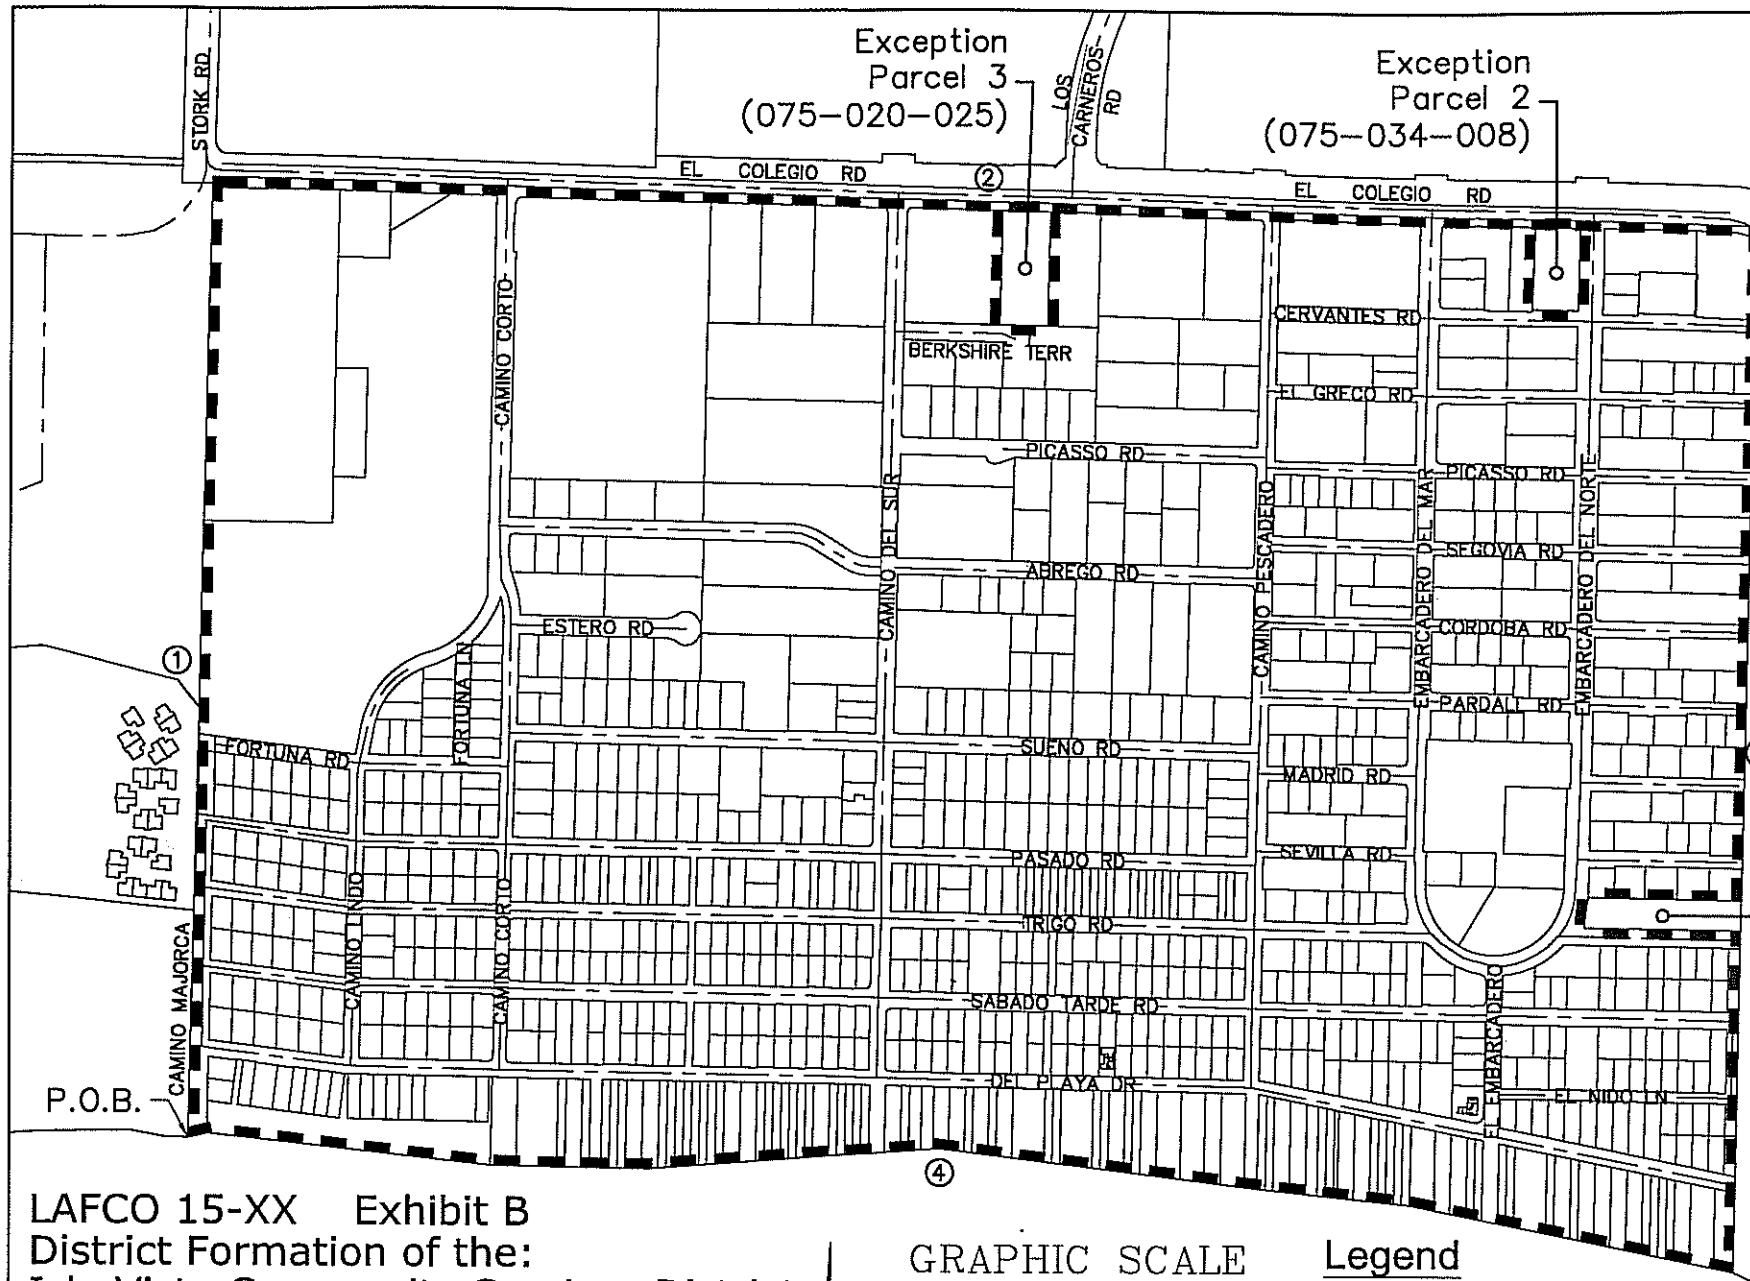 Exception
Parcel 3
(075-020-025)
Exception
Parcel 2
(075-034-008)
STORK RD
LOS
CARNEROS
RD
EL COLEGIO RD
②
EL COLEGIO RD
CAMINO CORTO
CERVANTES RD
BERKSHIRE TERR
EL GRECO RD
PICASSO RD
PICASSO RD
CAMINO DEL SUR
CAMINO PESCADERO
EMBARCADERO DEL MAR
EMBARCADERO DEL NORTE
SEGOVIA RD
ABREGO RD
ESTERO RD
CORDOBA RD
①
FORTUNA LN
PARDALL RD
FORTUNA RD
SUENO RD
MADRID RD
SEVILLA RD
PASADO RD
CAMINO LINDO
CAMINO CORTO
TRIGO RD
CAMINO MAJORCA
SABADO TARDE RD
EL EMBARCADERO
DEL PLAYA DR
EL NIDO LN
P.O.B.
④
LAFCO 15-XX Exhibit B
District Formation of the:
GRAPHIC SCALE
Legend